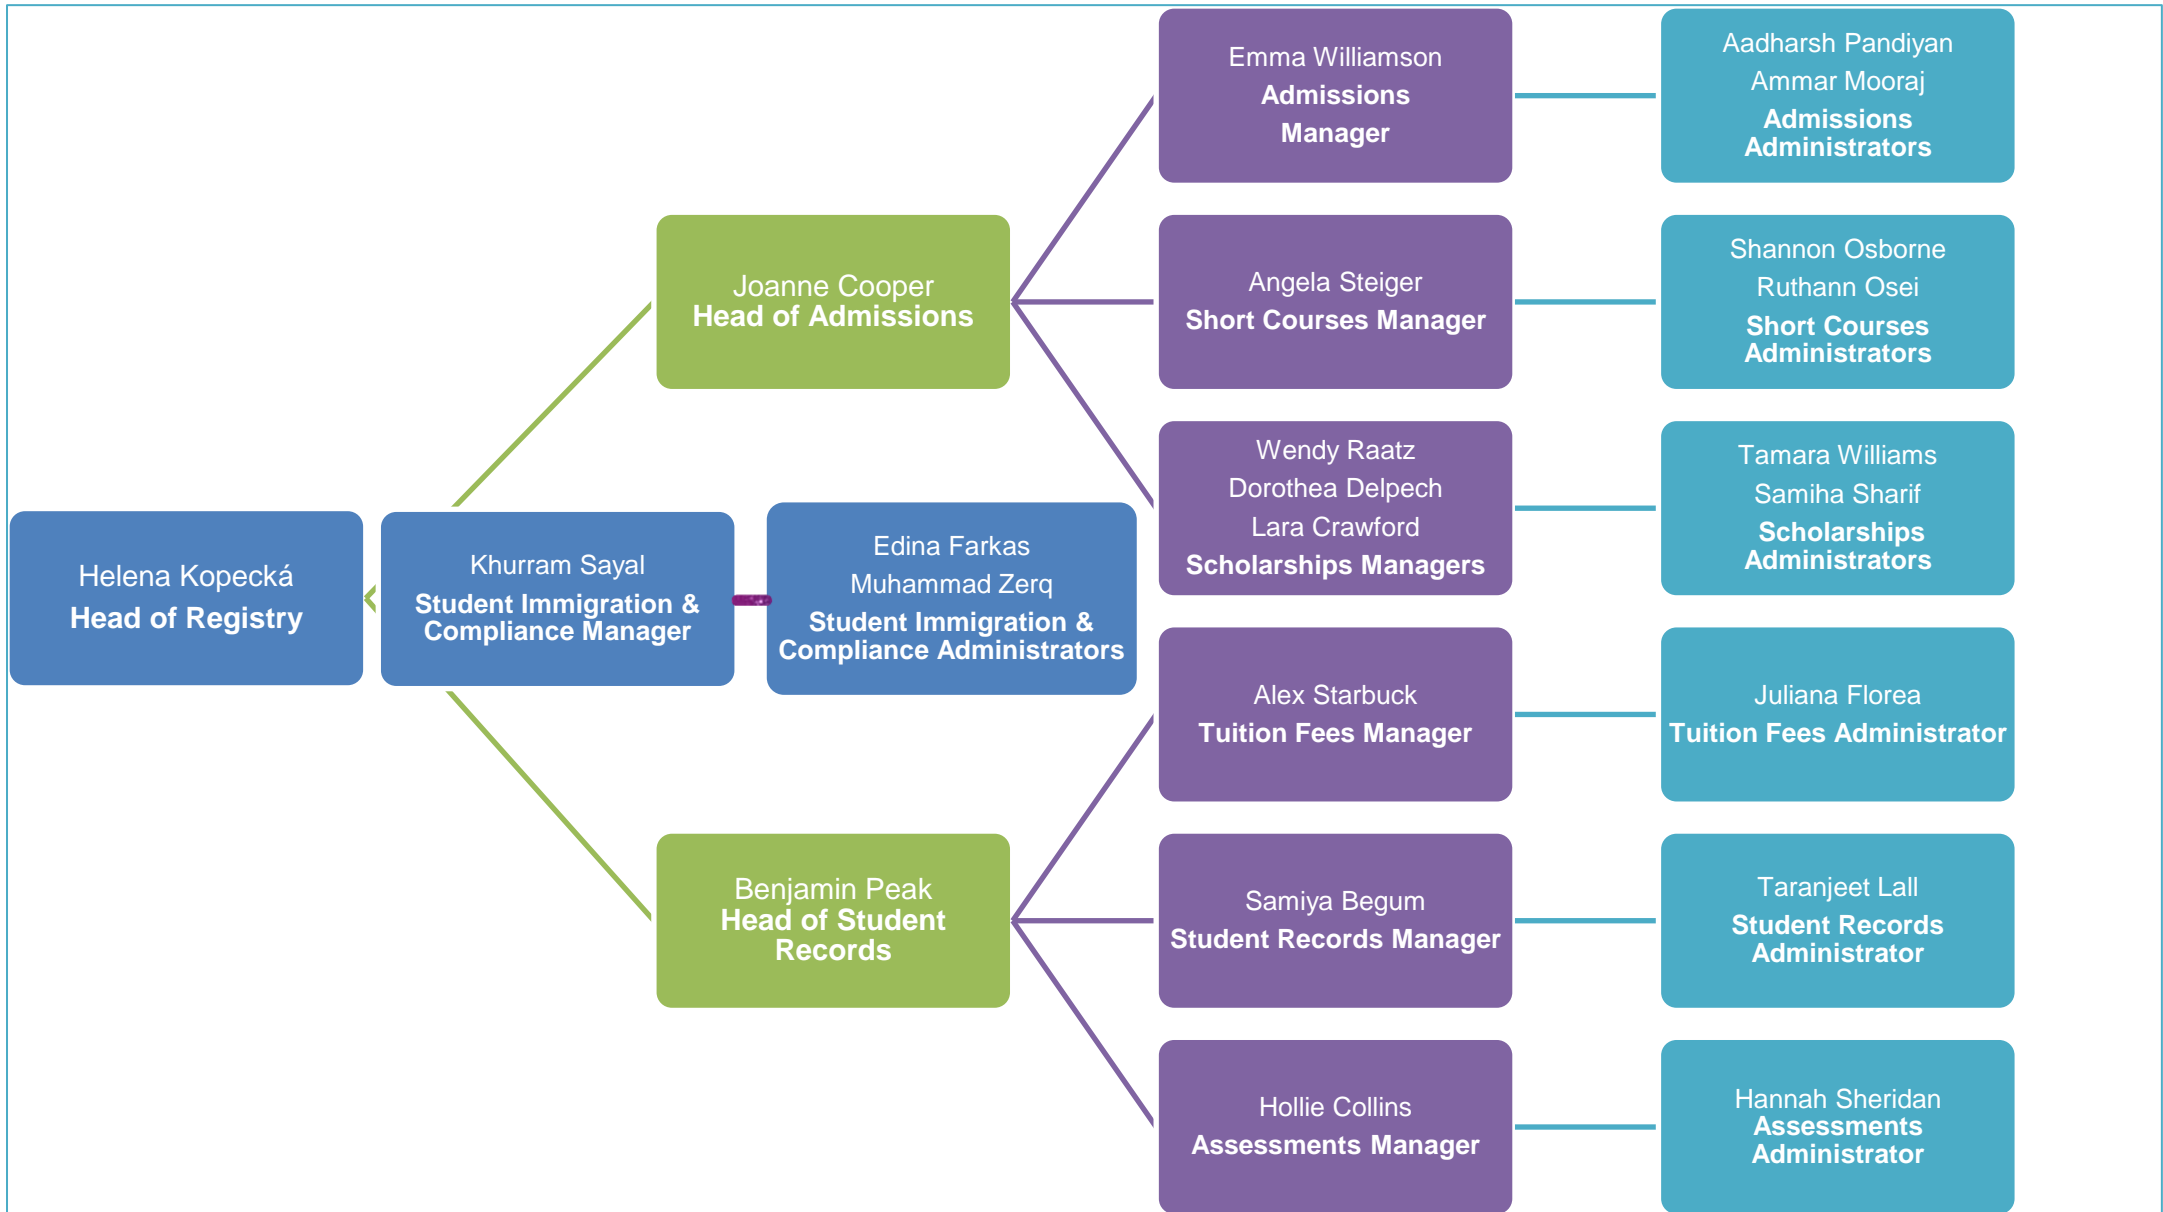 Helena Kopecká
Head of Registry
Khurram Sayal
Student Immigration &
Compliance Manager
Edina Farkas
Muhammad Zerq
Student Immigration &
Compliance Administrators
Joanne Cooper
Head of Admissions
Emma Williamson
Admissions
Manager
Aadharsh Pandiyan
Ammar Mooraj
Admissions
Administrators
Angela Steiger
Short Courses Manager
Shannon Osborne
Ruthann Osei
Short Courses
Administrators
Wendy Raatz
Dorothea Delpech
Lara Crawford
Scholarships Managers
Tamara Williams
Samiha Sharif
Scholarships
Administrators
Benjamin Peak
Head of Student
Records
Alex Starbuck
Tuition Fees Manager
Juliana Florea
Tuition Fees Administrator
Samiya Begum
Student Records Manager
Taranjeet Lall
Student Records
Administrator
Hollie Collins
Assessments Manager
Hannah Sheridan
Assessments
Administrator